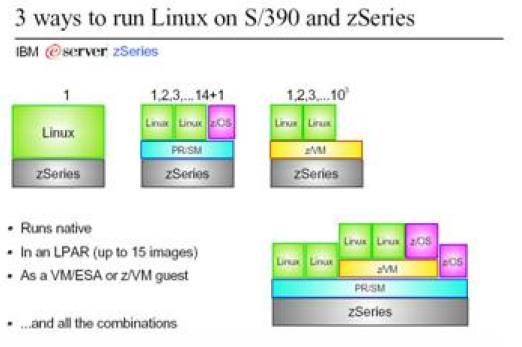 3 ways to run Linux on S/390 and zSeries
IBM e server zSeries
1
Linux
zSeries
1,2,3,...14+1
Linux Linux z/OS
PR/SM
zSeries
1,2,3,...10³
Linux Linux
z/VM
zSeries
• Runs native
• In an LPAR (up to 15 images)
• As a VM/ESA or z/VM guest
• ...and all the combinations
Linux Linux z/OS
Linux Linux z/VM z/OS
PR/SM
zSeries